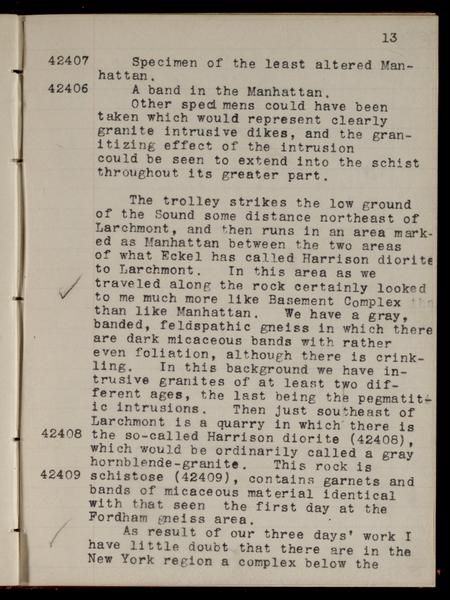 13
42407 Specimen of the least altered Man-
hattan.
42406 A band in the Manhattan.
Other specimens could have been
taken which would represent clearly
granite intrusive dikes, and the gran-
itizing effect of the intrusion
could be seen to extend into the schist
throughout its greater part.
The trolley strikes the low ground
of the Sound some distance northeast of
Larchmont, and then runs in an area mark-
ed as Manhattan between the two areas
of what Eckel has called Harrison diorite
to Larchmont. In this area as we
traveled along the rock certainly looked
to me much more like Basement Complex
than like Manhattan. We have a gray,
banded, feldspathic gneiss in which there
are dark micaceous bands with rather
even foliation, although there is crink-
ling. In this background we have in-
trusive granites of at least two dif-
ferent ages, the last being the pegmatit-
ic intrusions. Then just southeast of
Larchmont is a quarry in which there is
42408 the so-called Harrison diorite (42408),
which would be ordinarily called a gray
hornblende-granite. This rock is
42409 schistose (42409), contains garnets and
bands of micaceous material identical
with that seen the first day at the
Fordham gneiss area.
As result of our three days' work I
have little doubt that there are in the
New York region a complex below the